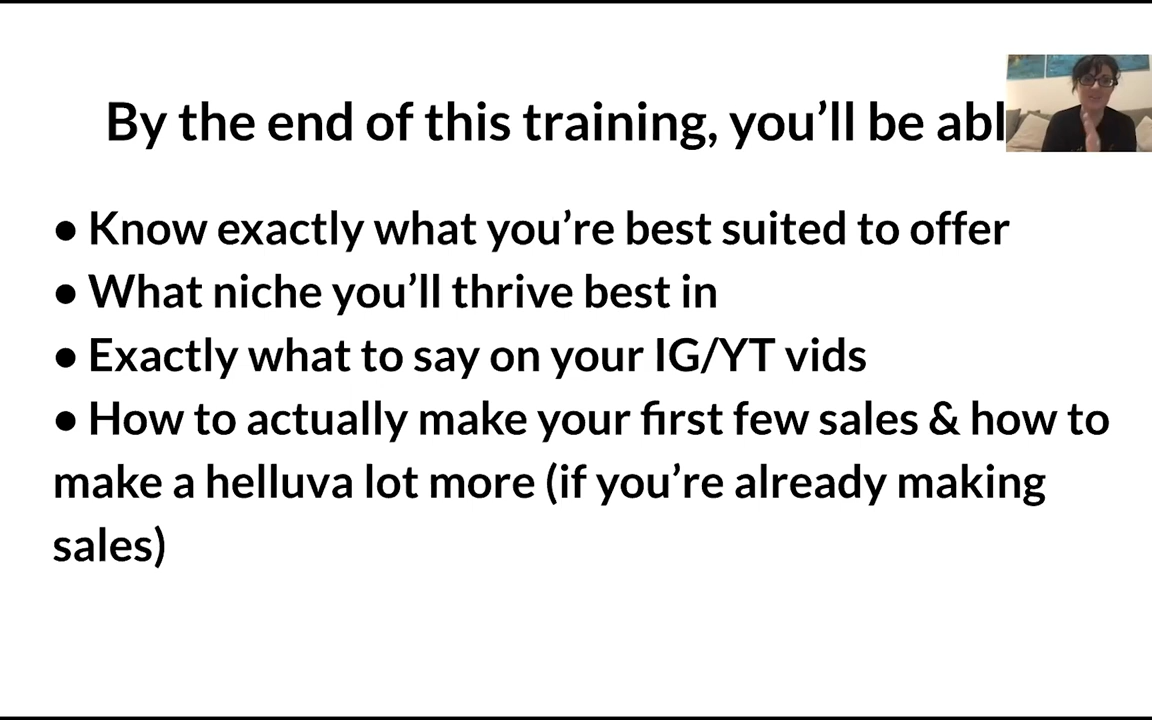 By the end of this training, you’ll be abl
● Know exactly what you’re best suited to offer
● What niche you’ll thrive best in
● Exactly what to say on your IG/YT vids
● How to actually make your first few sales & how to
make a helluva lot more (if you’re already making
sales)